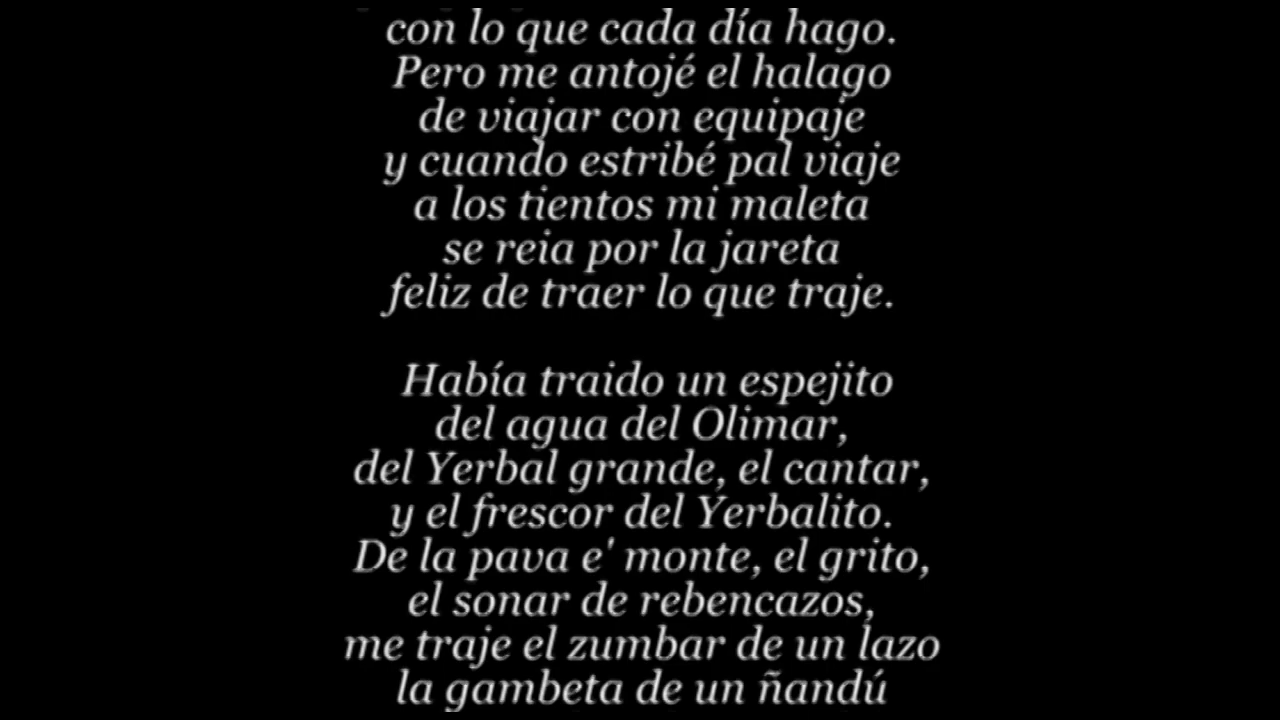 con lo que cada día hago.
Pero me antojé el halago
de viajar con equipaje
y cuando estribé pal viaje
a los tientos mi maleta
se reia por la jareta
feliz de traer lo que traje.
Había traido un espejito
del agua del Olimar,
del Yerbal grande, el cantar,
y el frescor del Yerbalito.
De la pava e' monte, el grito,
el sonar de rebencazos,
me traje el zumbar de un lazo
la gambeta de un ñandú